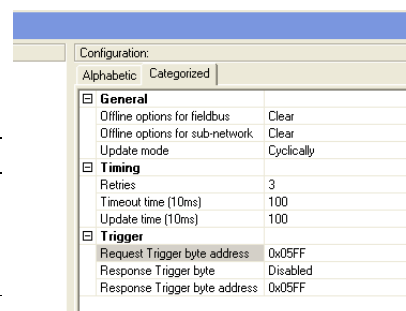 Configuration:
Alphabetic Categorized
General
Offline options for fieldbus Clear
Offline options for sub-network Clear
Update mode Cyclically
Timing
Retries 3
Timeout time (10ms) 100
Update time (10ms) 100
Trigger
Request Trigger byte address 0x05FF
Response Trigger byte Disabled
Response Trigger byte address 0x05FF